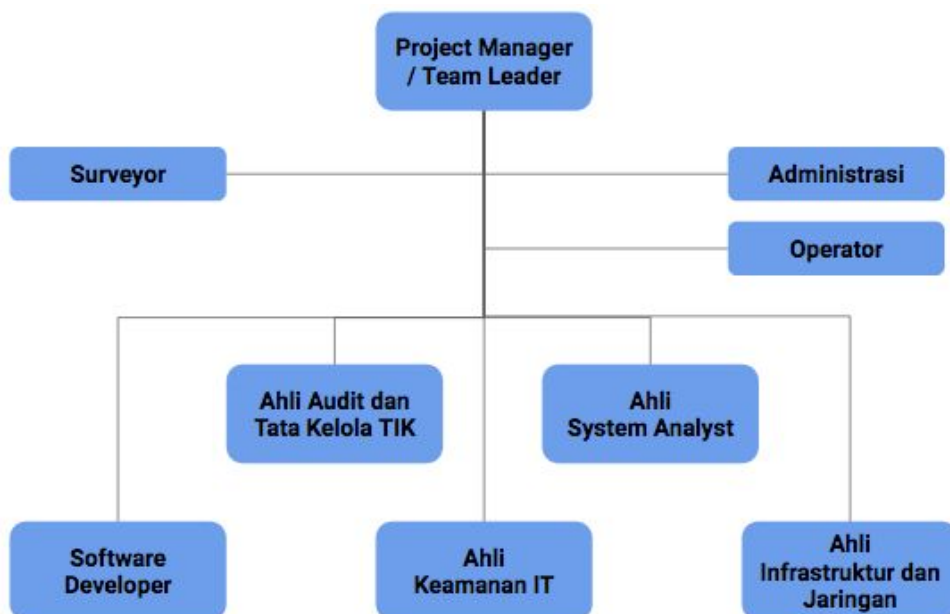 Project Manager
/ Team Leader
Surveyor
Administrasi
Operator
Ahli Audit dan
Tata Kelola TIK
Ahli
System Analyst
Software
Developer
Ahli
Keamanan IT
Ahli
Infrastruktur dan
Jaringan